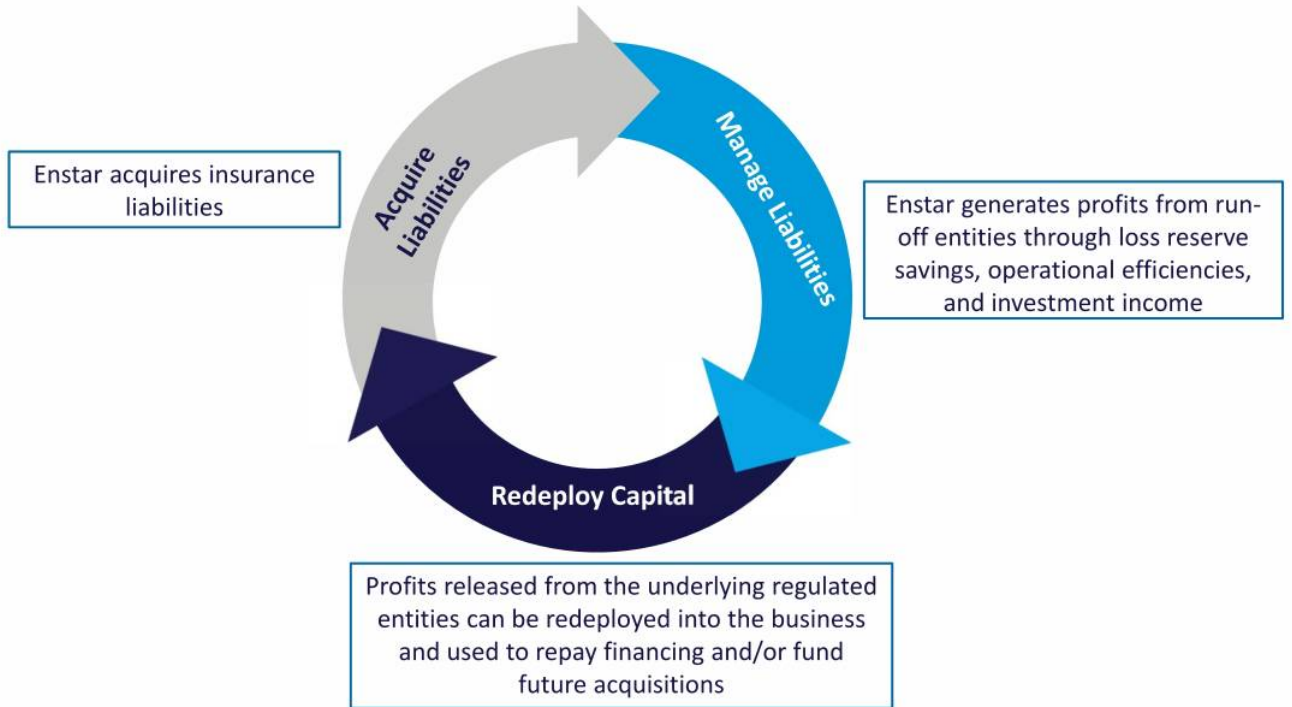 Acquire
Liabilities
Manage Liabilities
Enstar acquires insurance
liabilities
Enstar generates profits from run-
off entities through loss reserve
savings, operational efficiencies,
and investment income
Redeploy Capital
Profits released from the underlying regulated
entities can be redeployed into the business
and used to repay financing and/or fund
future acquisitions